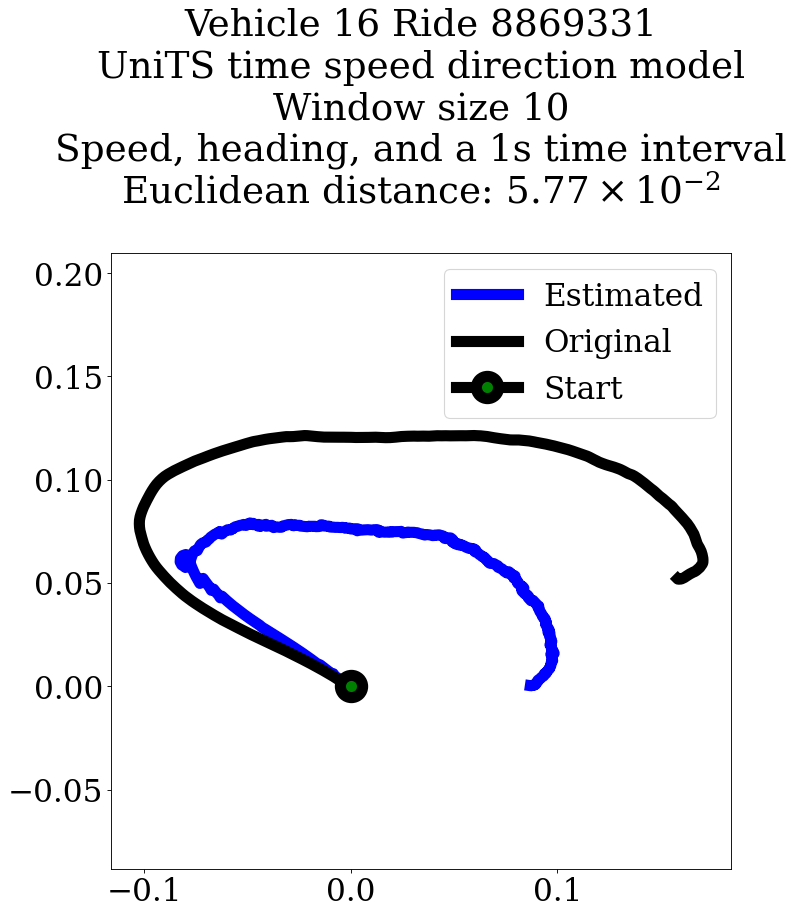 Vehicle 16 Ride 8869331
UniTS time speed direction model
Window size 10
Speed, heading, and a 1s time interval
Euclidean distance: 5.77 × 10⁻²
Estimated
Original
Start
0.20
0.15
0.10
0.05
0.00
−0.05
−0.1
0.0
0.1